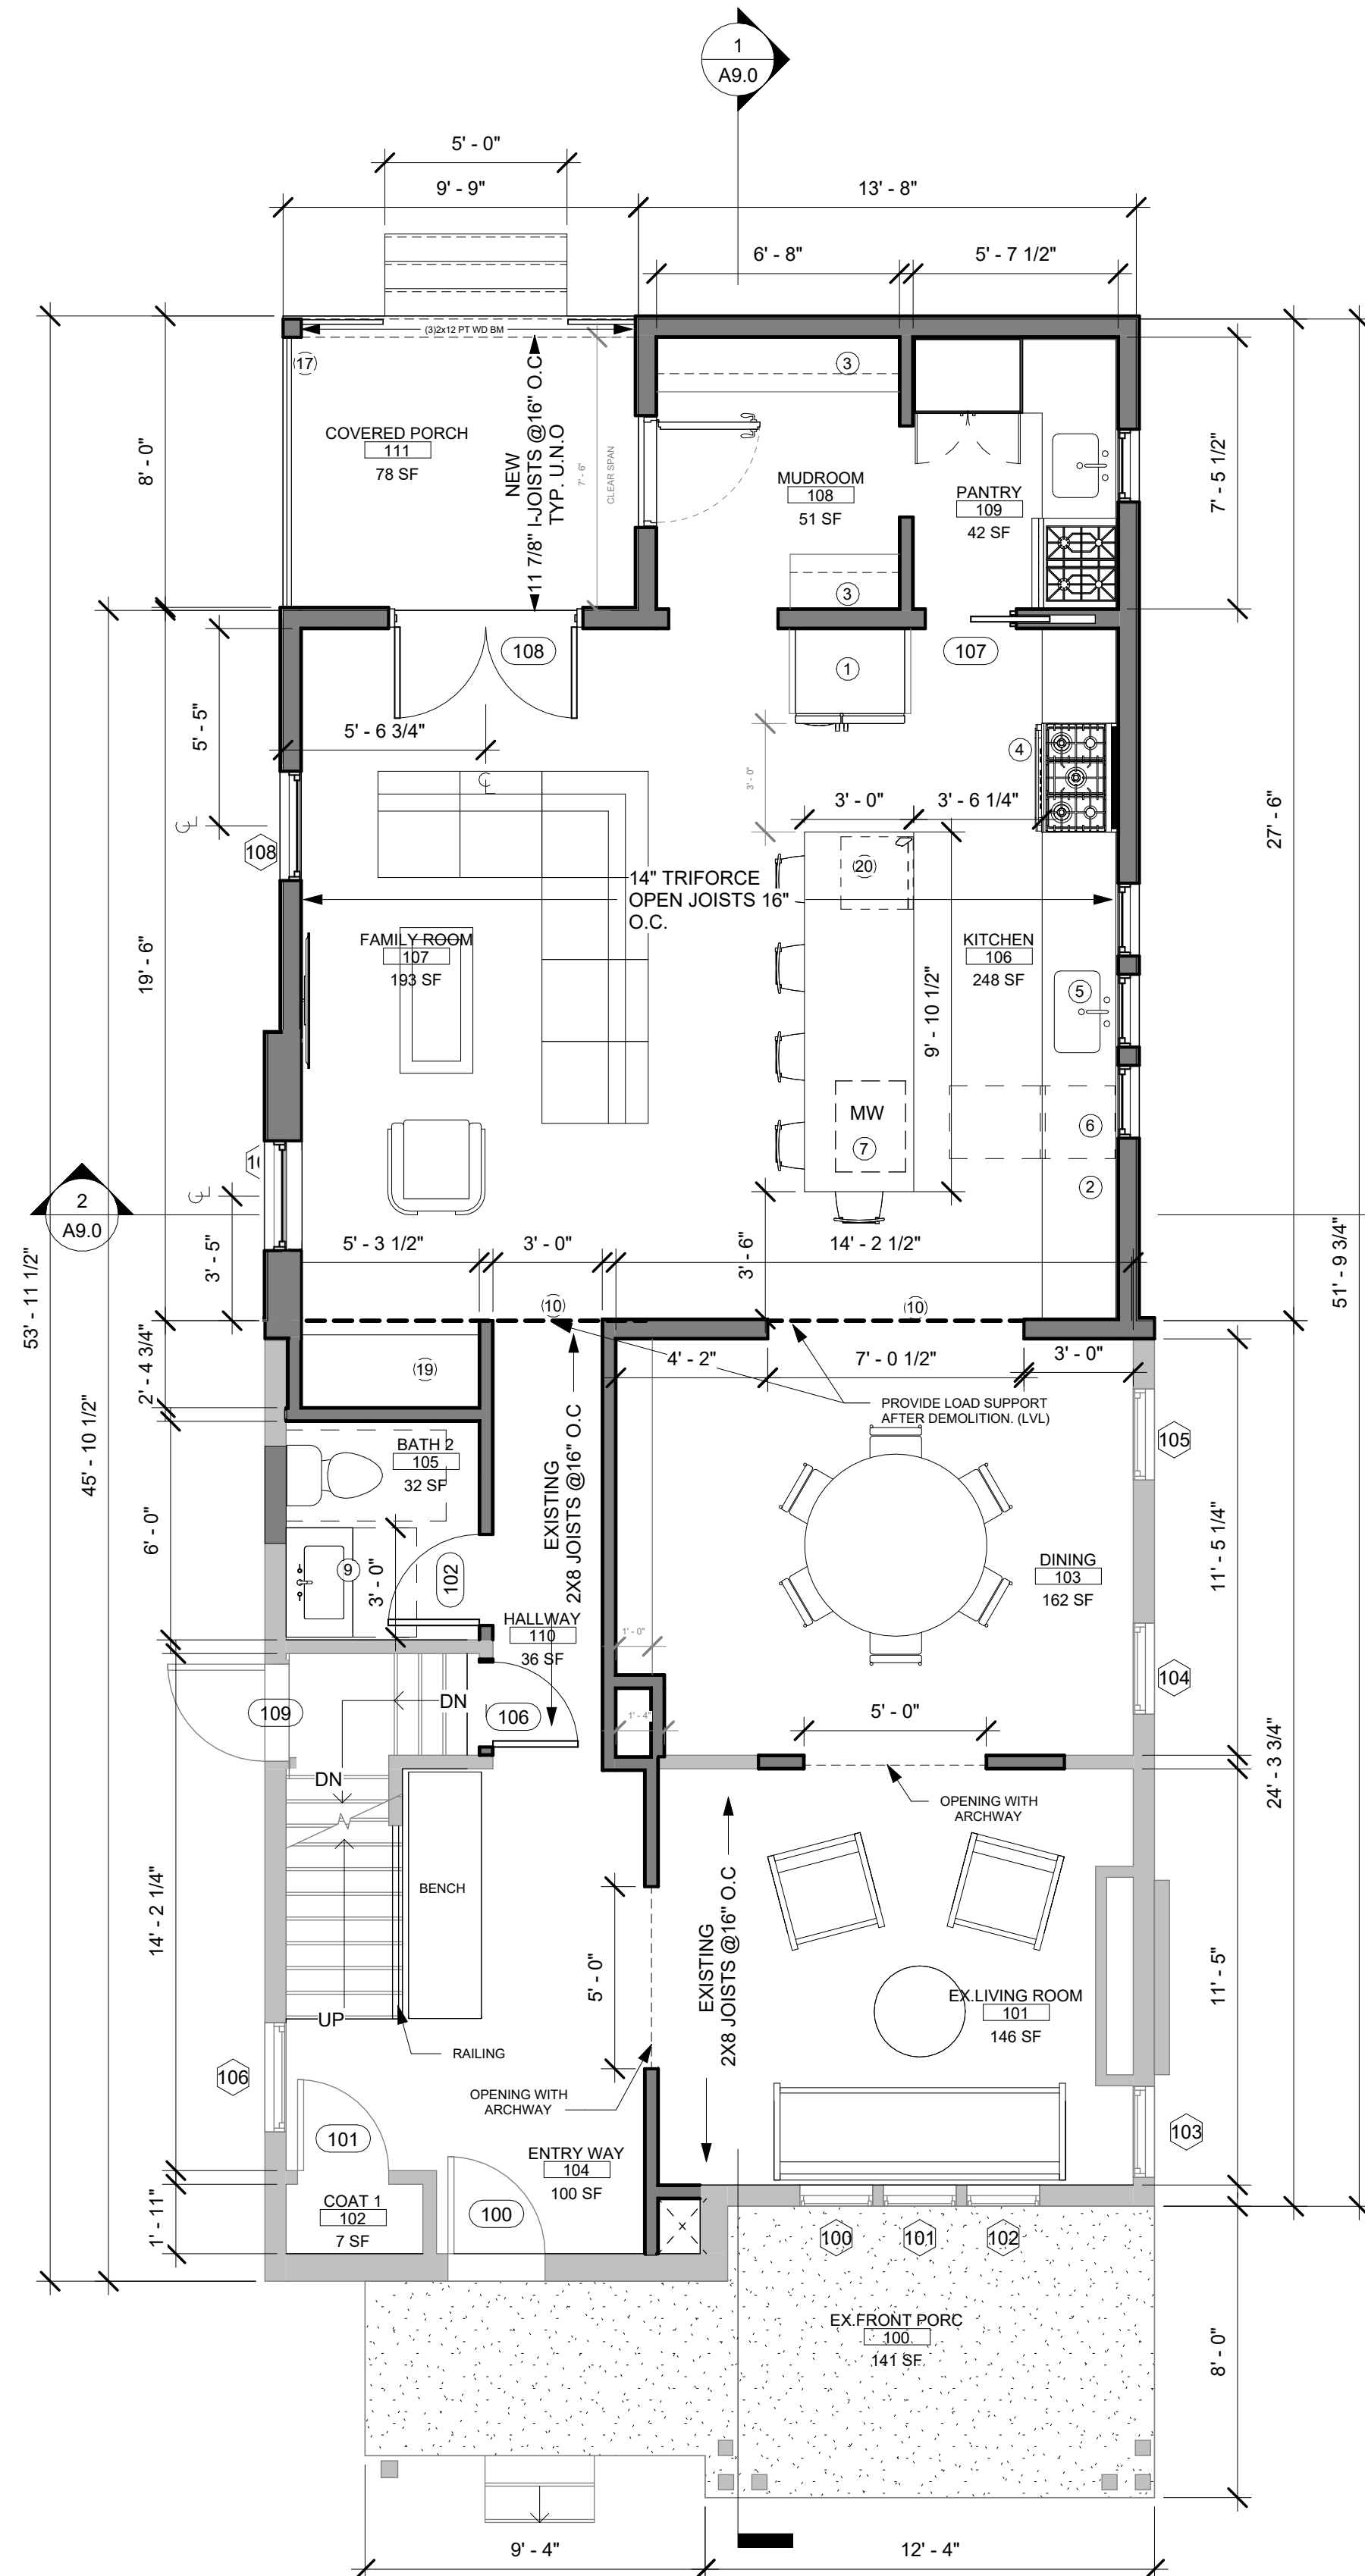 1
A9.0
5' - 0"
9' - 9"
13' - 8"
6' - 8"
5' - 7 1/2"
(3)2x12 PT WD BM
17
3
COVERED PORCH
111
78 SF
NEW
11 7/8" I-JOISTS @16" O.C
TYP. U.N.O
7' - 6"
CLEAR SPAN
MUDROOM
108
51 SF
PANTRY
109
42 SF
8' - 0"
7' - 5 1/2"
3
108
1
107
5' - 5"
5' - 6 3/4"
4
3' - 0"
3' - 0"
3' - 6 1/4"
27' - 6"
108
20
14" TRIFORCE
OPEN JOISTS 16"
O.C.
FAMILY ROOM
107
193 SF
KITCHEN
106
248 SF
19' - 6"
5
9' - 10 1/2"
MW
7
6
2
2
A9.0
53' - 11 1/2"
51' - 9 3/4"
3' - 5"
5' - 3 1/2"
3' - 0"
3' - 6"
14' - 2 1/2"
10
10
2' - 4 3/4"
19
4' - 2"
7' - 0 1/2"
3' - 0"
PROVIDE LOAD SUPPORT
AFTER DEMOLITION. (LVL)
45' - 10 1/2"
BATH 2
105
32 SF
EXISTING
2X8 JOISTS @16" O.C
105
6' - 0"
9
3' - 0"
102
DINING
103
162 SF
11' - 5 1/4"
HALLWAY
110
36 SF
1' - 0"
104
DN
109
106
1' - 4"
5' - 0"
24' - 3 3/4"
DN
OPENING WITH
ARCHWAY
BENCH
14' - 2 1/4"
5' - 0"
EXISTING
2X8 JOISTS @16" O.C
11' - 5"
EX.LIVING ROOM
101
146 SF
UP
RAILING
106
OPENING WITH
ARCHWAY
101
103
ENTRY WAY
104
100 SF
1' - 11"
COAT 1
102
7 SF
100
X
100
101
102
EX.FRONT PORC
100
141 SF
8' - 0"
9' - 4"
12' - 4"